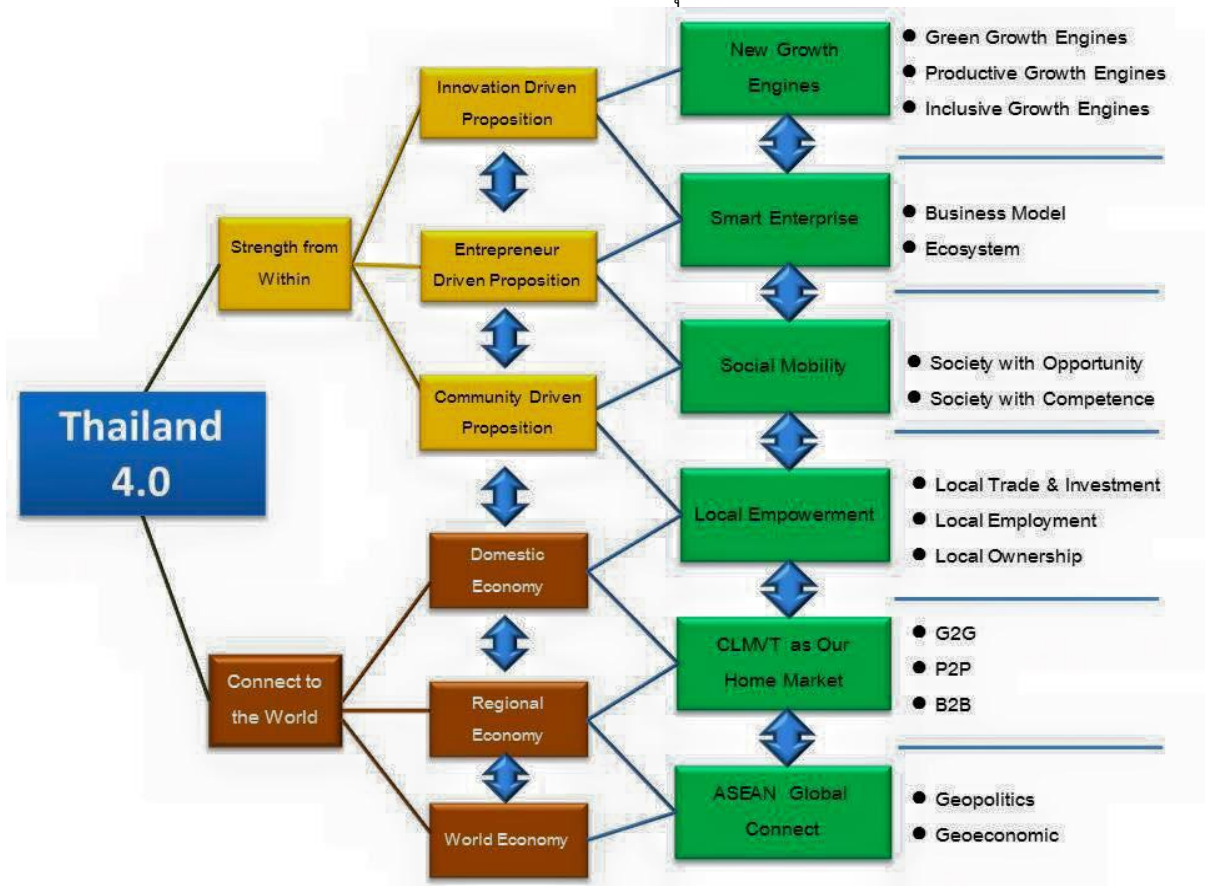 Thailand
4.0
Strength from
Within
Connect to
the World
Innovation Driven
Proposition
Entrepreneur
Driven Proposition
Community Driven
Proposition
Domestic
Economy
Regional
Economy
World Economy
New Growth
Engines
Smart Enterprise
Social Mobility
Local Empowerment
CLMVT as Our
Home Market
ASEAN Global
Connect
● Green Growth Engines
● Productive Growth Engines
● Inclusive Growth Engines
● Business Model
● Ecosystem
● Society with Opportunity
● Society with Competence
● Local Trade & Investment
● Local Employment
● Local Ownership
● G2G
● P2P
● B2B
● Geopolitics
● Geoeconomic